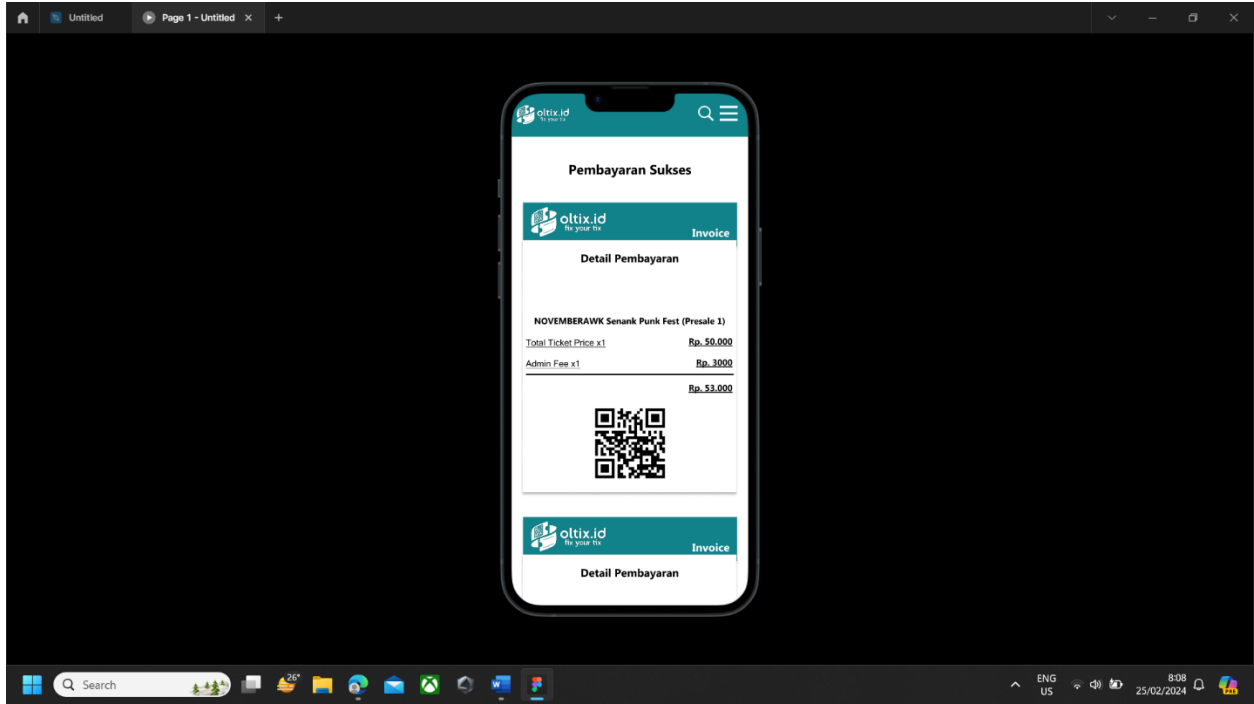 Untitled
Page 1 - Untitled
oltix.id
fix your tix
Pembayaran Sukses
oltix.id
fix your tix
Invoice
Detail Pembayaran
NOVEMBERAWK Senank Punk Fest (Presale 1)
Total Ticket Price x1 Rp. 50.000
Admin Fee x1 Rp. 3000
Rp. 53.000
oltix.id
fix your tix
Invoice
Detail Pembayaran
Search
26°
ENG
US
8:08
25/02/2024